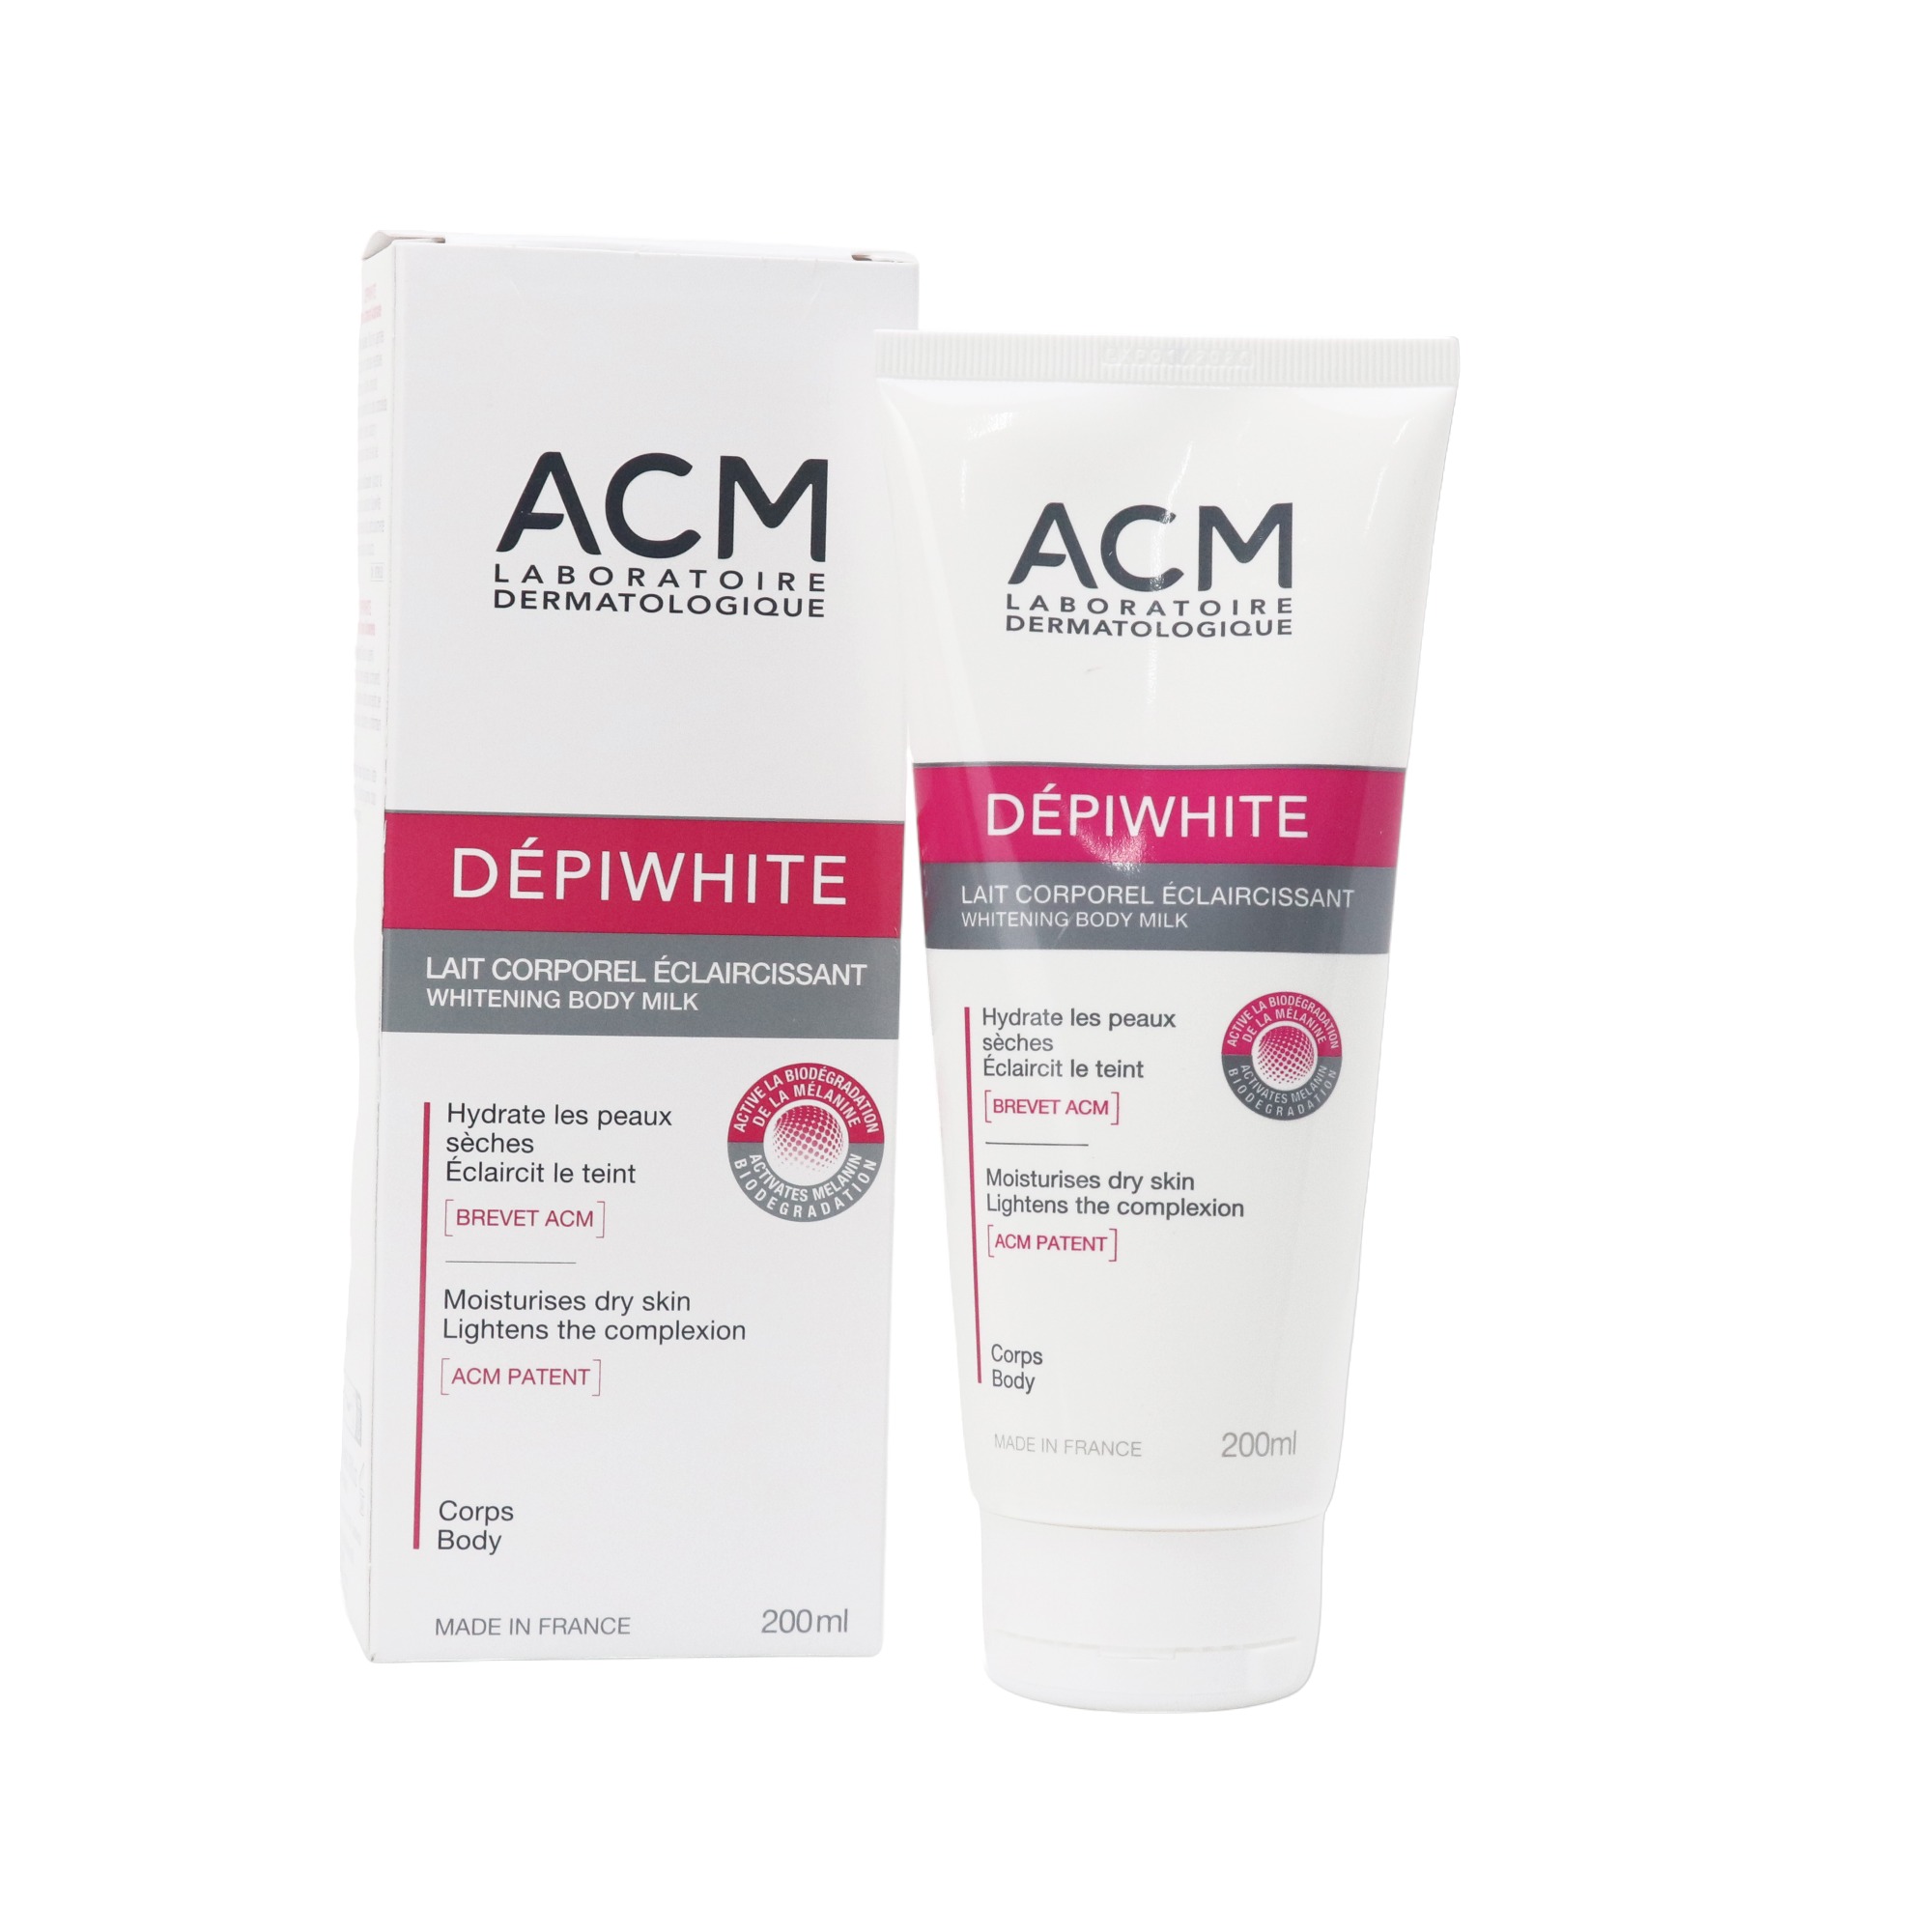 ACM
LABORATOIRE
DERMATOLOGIQUE
DÉPIWHITE
LAIT CORPOREL ÉCLAIRCISSANT
WHITENING BODY MILK
Hydrate les peaux
sèches
Éclaircit le teint
[BREVET ACM]
ACTIVE LA BIODÉGRADATION
DE LA MÉLANINE
ACTIVATES MELANIN
BIODEGRADATION
Moisturises dry skin
Lightens the complexion
[ACM PATENT]
Corps
Body
MADE IN FRANCE
200ml
ACM
LABORATOIRE
DERMATOLOGIQUE
DÉPIWHITE
LAIT CORPOREL ÉCLAIRCISSANT
WHITENING BODY MILK
Hydrate les peaux
sèches
Éclaircit le teint
[BREVET ACM]
ACTIVE LA BIODÉGRADATION
DE LA MÉLANINE
ACTIVATES MELANIN
BIODEGRADATION
Moisturises dry skin
Lightens the complexion
[ACM PATENT]
Corps
Body
MADE IN FRANCE
200ml